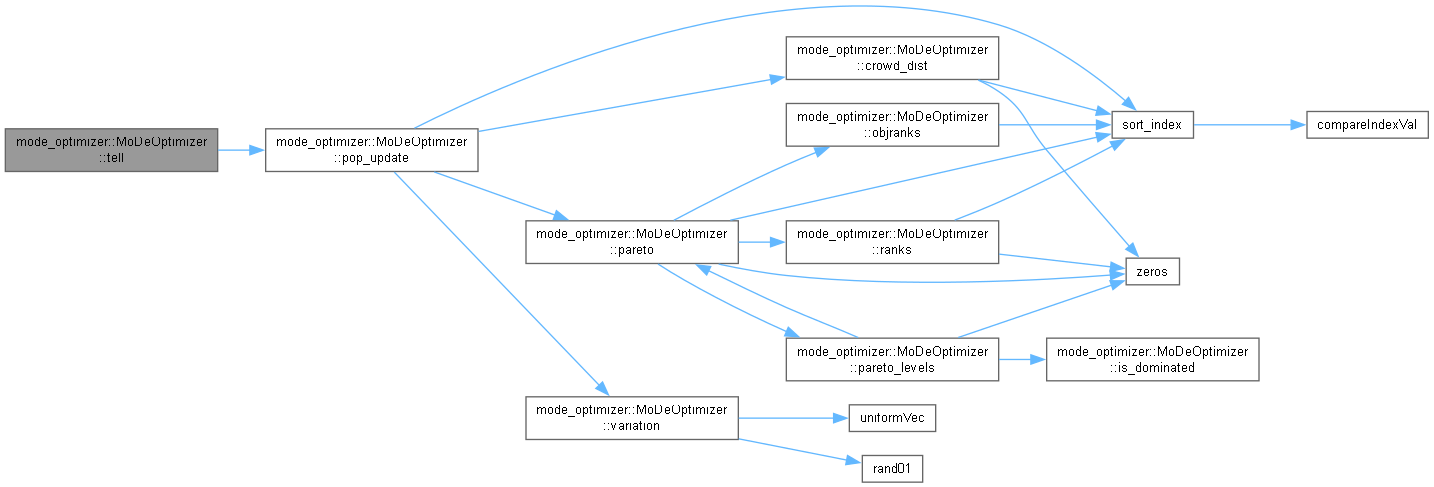 mode_optimizer::MoDeOptimizer
::tell
mode_optimizer::MoDeOptimizer
::pop_update
mode_optimizer::MoDeOptimizer
::crowd_dist
mode_optimizer::MoDeOptimizer
::objranks
mode_optimizer::MoDeOptimizer
::pareto
mode_optimizer::MoDeOptimizer
::ranks
mode_optimizer::MoDeOptimizer
::pareto_levels
mode_optimizer::MoDeOptimizer
::variation
sort_index
compareIndexVal
zeros
mode_optimizer::MoDeOptimizer
::is_dominated
uniformVec
rand01